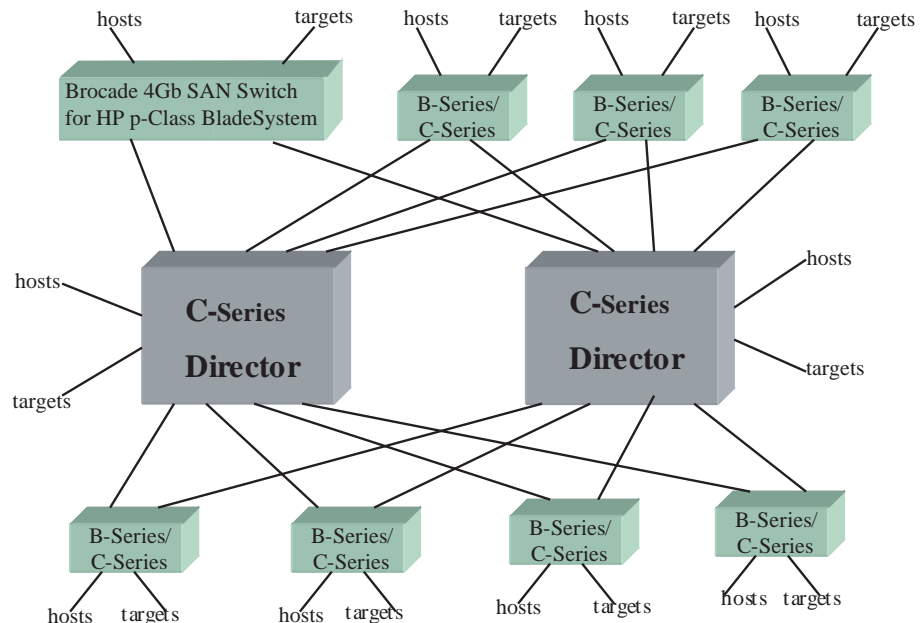 hosts
targets
hosts
targets
hosts
targets
hosts
targets
Brocade 4Gb SAN Switch
for HP p-Class BladeSystem
B-Series/
C-Series
B-Series/
C-Series
B-Series/
C-Series
hosts
targets
C-Series
Director
C-Series
Director
hosts
targets
B-Series/
C-Series
B-Series/
C-Series
B-Series/
C-Series
B-Series/
C-Series
hosts
targets
hosts
targets
hosts
targets
hosts
targets